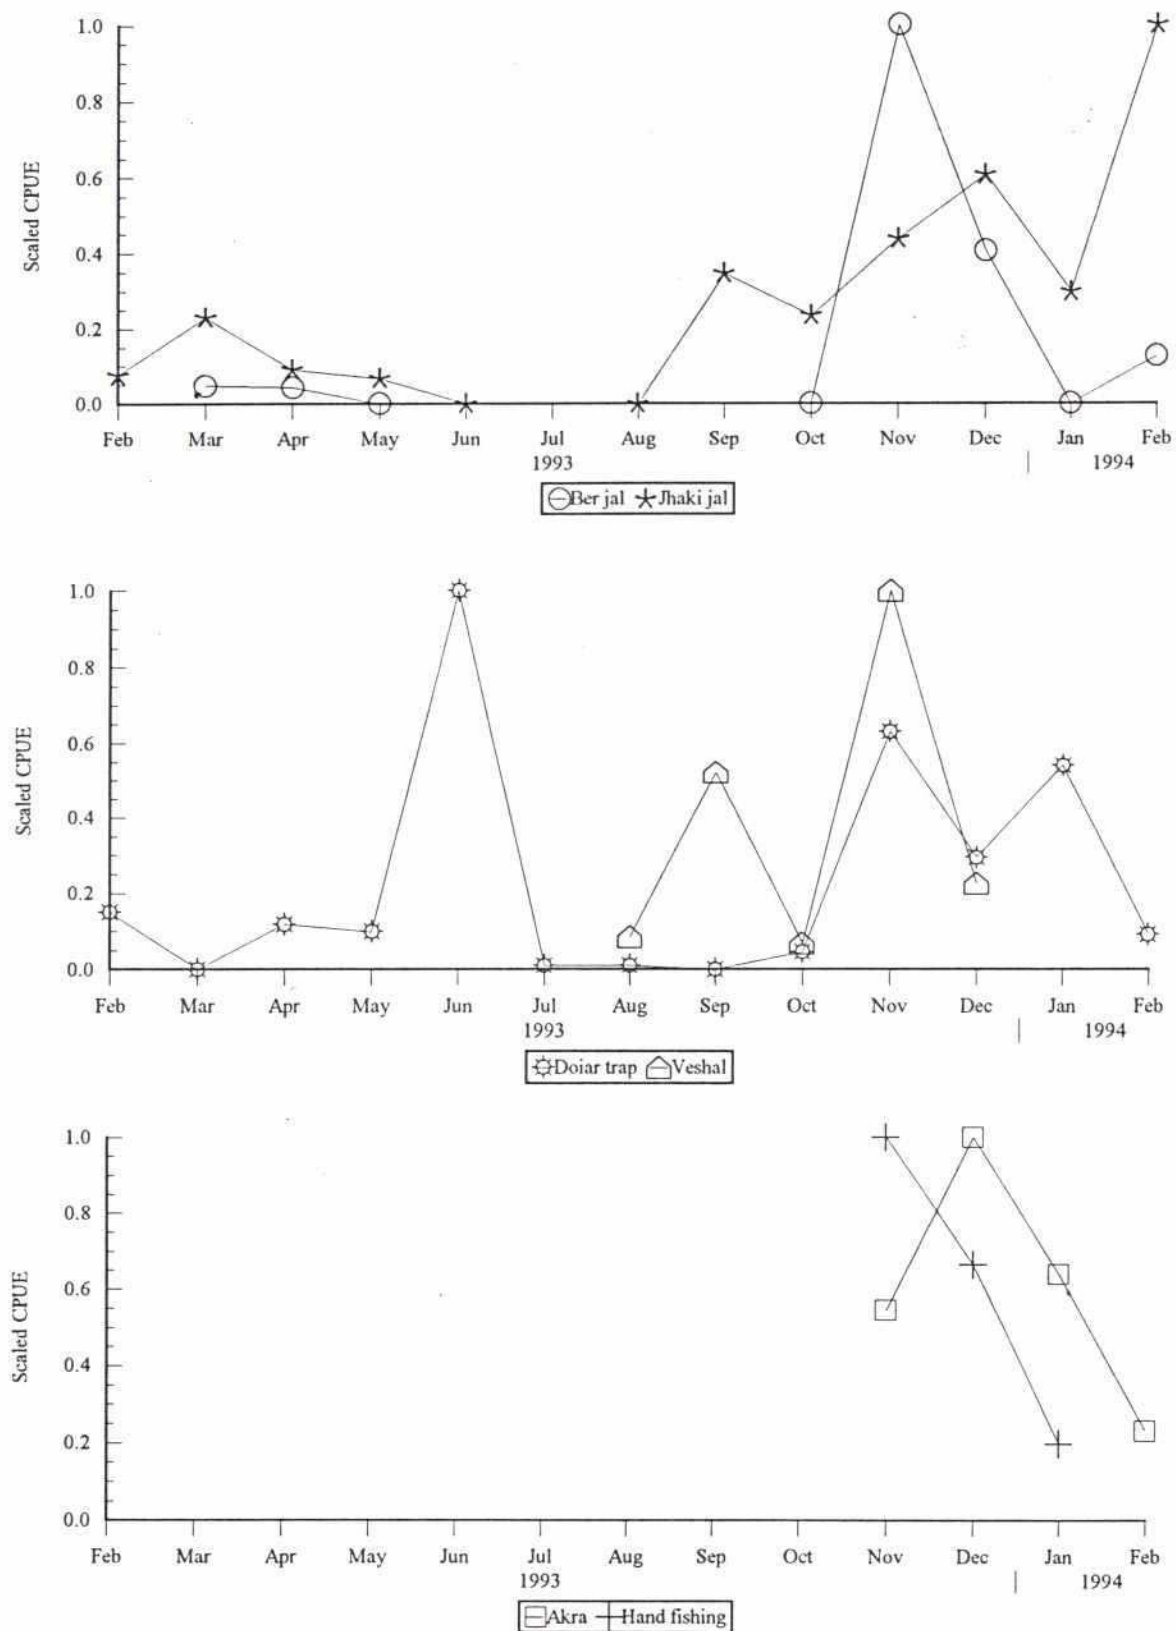 1.0
0.8
0.6
0.4
0.2
0.0
Scaled CPUE
Feb Mar Apr May Jun Jul Aug Sep Oct Nov Dec Jan Feb
1993 | 1994
Ber jal Jhaki jal
1.0
0.8
0.6
0.4
0.2
0.0
Scaled CPUE
Feb Mar Apr May Jun Jul Aug Sep Oct Nov Dec Jan Feb
1993 | 1994
Doiar trap Veshal
1.0
0.8
0.6
0.4
0.2
0.0
Scaled CPUE
Feb Mar Apr May Jun Jul Aug Sep Oct Nov Dec Jan Feb
1993 | 1994
Akra Hand fishing